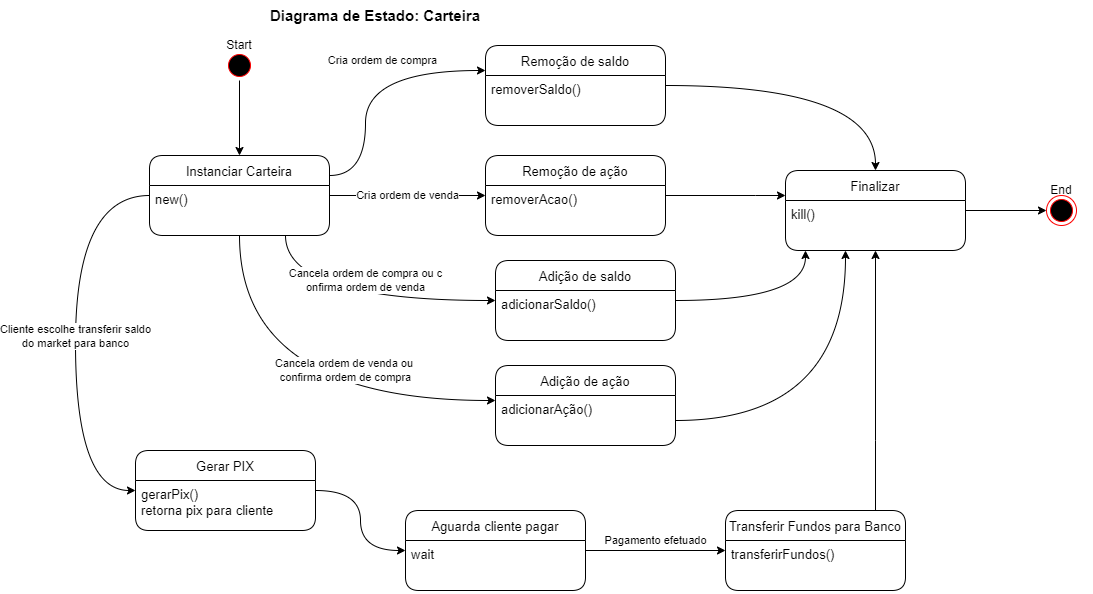 Diagrama de Estado: Carteira
Start
Cria ordem de compra
Remoção de saldo
removerSaldo()
Instanciar Carteira
new()
Cria ordem de venda
Remoção de ação
removerAcao()
Finalizar
kill()
End
Cancela ordem de compra ou c
onfirma ordem de venda
Adição de saldo
adicionarSaldo()
Cliente escolhe transferir saldo
do market para banco
Cancela ordem de venda ou
confirma ordem de compra
Adição de ação
adicionarAção()
Gerar PIX
gerarPix()
retorna pix para cliente
Aguarda cliente pagar
wait
Pagamento efetuado
Transferir Fundos para Banco
transferirFundos()